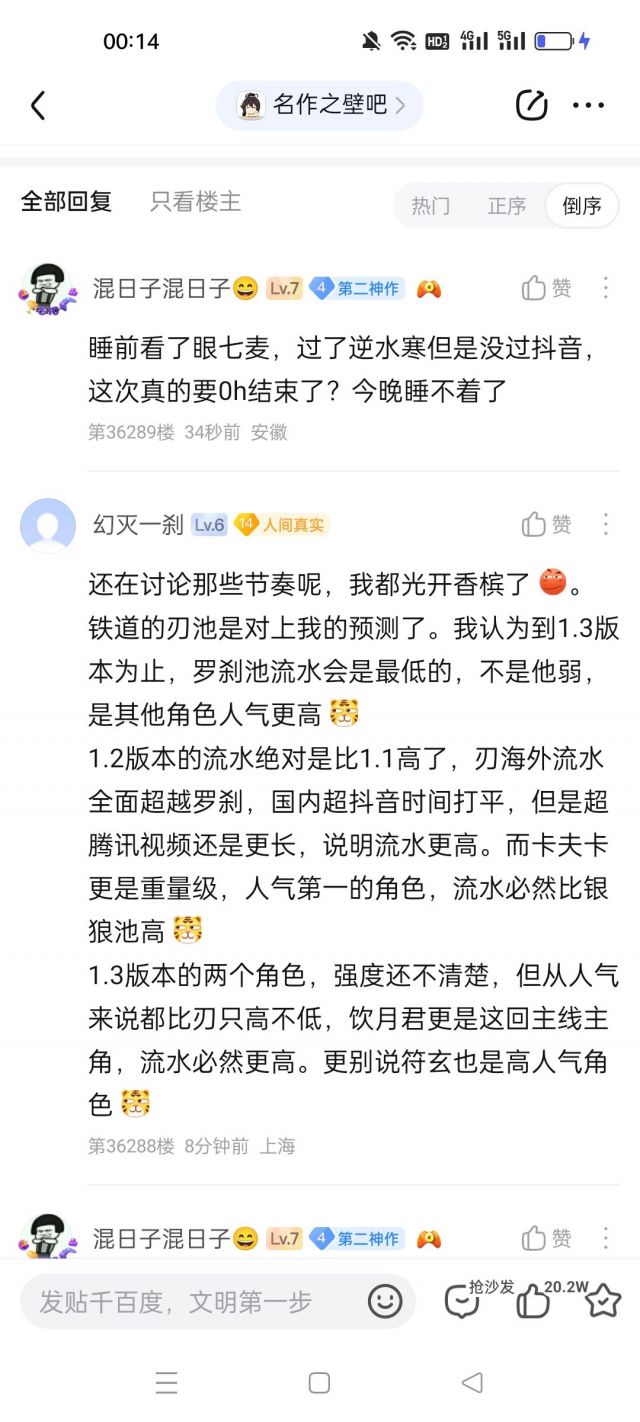 00:14
HD 4G 5G
名作之壁吧
全部回复 只看楼主 热门 正序 倒序
混日子混日子 Lv.7 4 第二神作 赞
睡前看了眼七麦，过了逆水寒但是没过抖音，
这次真的要0h结束了？今晚睡不着了
第36289楼 34秒前 安徽
幻灭一刹 Lv.6 14 人间真实 赞
还在讨论那些节奏呢，我都光开香槟了。
铁道的刃池是对上我的预测了。我认为到1.3版
本为止，罗刹池流水会是最低的，不是他弱，
是其他角色人气更高
1.2版本的流水绝对是比1.1高了，刃海外流水
全面超越罗刹，国内超抖音时间打平，但是超
腾讯视频还是更长，说明流水更高。而卡夫卡
更是重量级，人气第一的角色，流水必然比银
狼池高
1.3版本的两个角色，强度还不清楚，但从人气
来说都比刃只高不低，饮月君更是这回主线主
角，流水必然更高。更别说符玄也是高人气角
色
第36288楼 8分钟前 上海
混日子混日子 Lv.7 4 第二神作 赞
发贴千百度，文明第一步 抢沙发 20.2W